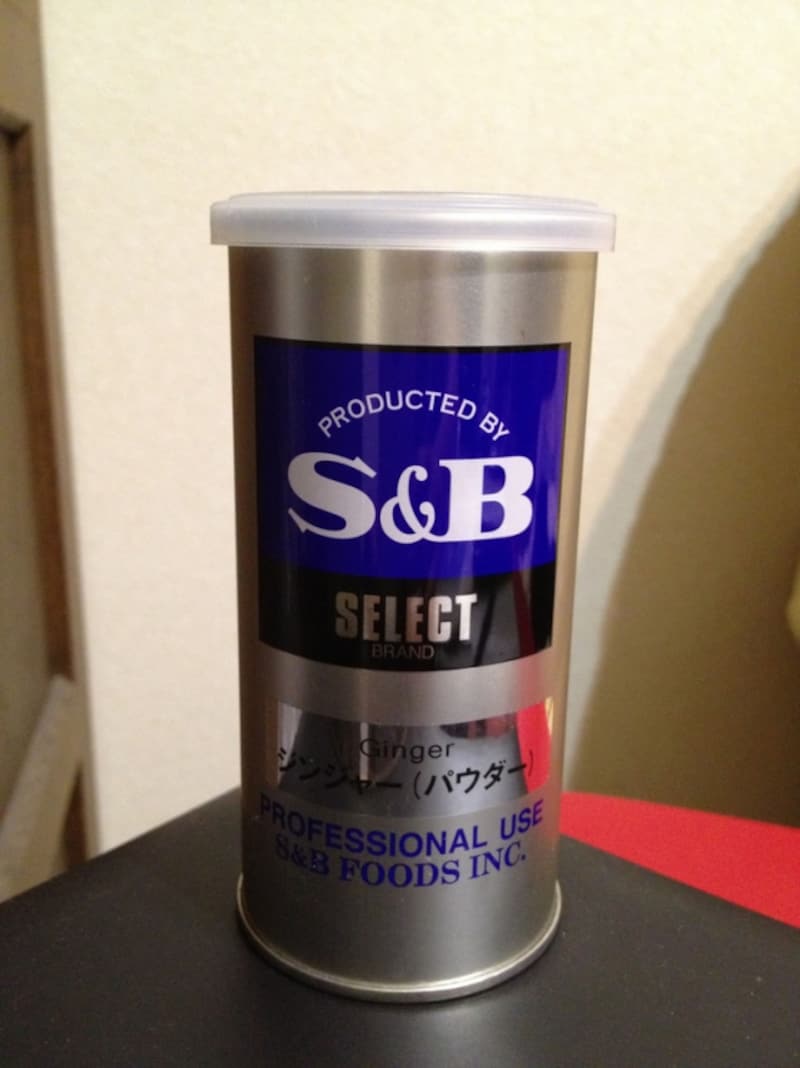 PRODUCTED BY
S&B
SELECT
BRAND
Ginger
ジンジャー(パウダー)
PROFESSIONAL USE
S&B FOODS INC.